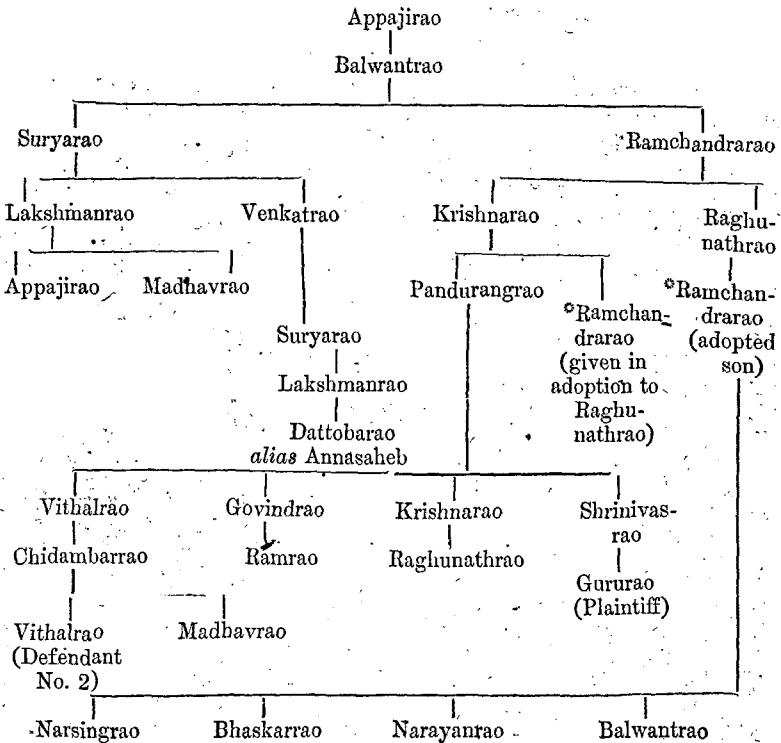 Appajirao
Balwantrao
Suryarao *Ramchandrarao
Lakshmanrao Venkatrao Krishnarao Raghu-
nathrao
Appajirao Madhavrao Pandurangrao *Ramchan-
drarao
(given in
adoption to
Raghu-
nathrao)
*Ramchan-
drarao
(adopted
son)
Suryarao
Lakshmanrao
Dattobarao
alias Annasaheb
Vithalrao Govindrao Krishnarao Shrinivas-
rao
Chidambarrao Ramrao Raghunathrao
Gururao
(Plaintiff)
Vithalrao
(Defendant
No. 2)
Madhavrao
Narsingrao Bhaskarrao Narayanrao Balwantrao